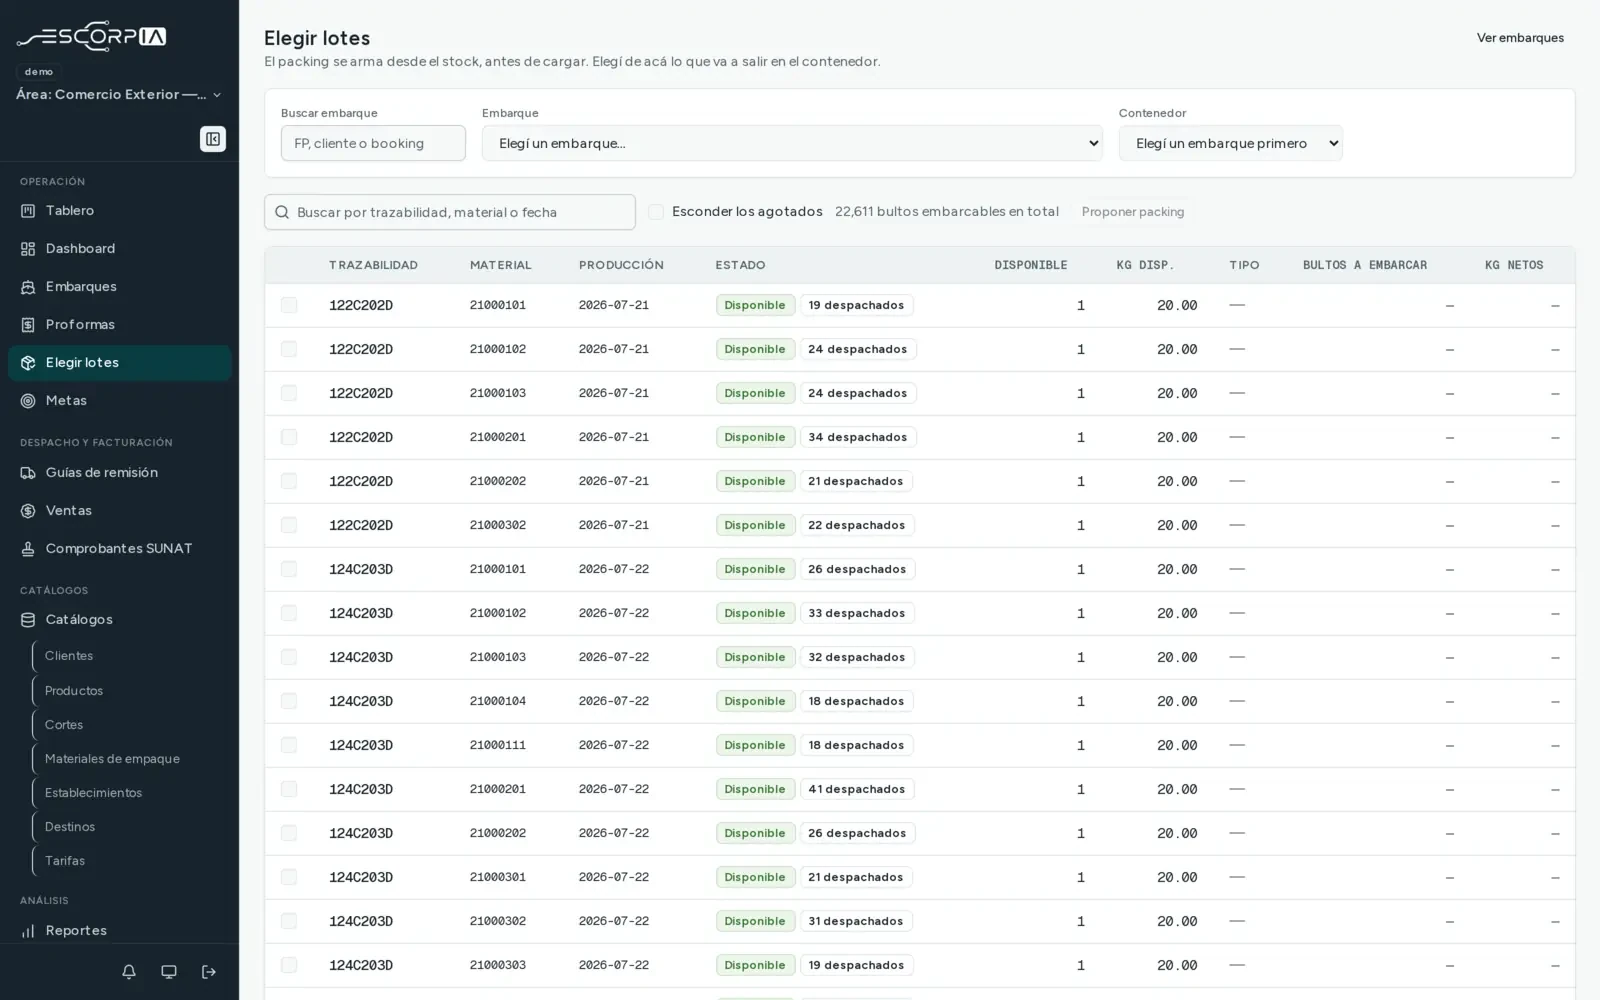 ESCORPIA
demo
Área: Comercio Exterior —...
OPERACIÓN
Tablero
Dashboard
Embarques
Proformas
Elegir lotes
Metas
DESPACHO Y FACTURACIÓN
Guías de remisión
Ventas
Comprobantes SUNAT
CATÁLOGOS
Catálogos
Clientes
Productos
Cortes
Materiales de empaque
Establecimientos
Destinos
Tarifas
ANÁLISIS
Reportes
Elegir lotes
Ver embarques
El packing se arma desde el stock, antes de cargar. Elegí de acá lo que va a salir en el contenedor.
Buscar embarque Embarque Contenedor
FP, cliente o booking Elegí un embarque... Elegí un embarque primero
Buscar por trazabilidad, material o fecha Esconder los agotados 22,611 bultos embarcables en total Proponer packing
TRAZABILIDAD MATERIAL PRODUCCIÓN ESTADO DISPONIBLE KG DISP. TIPO BULTOS A EMBARCAR KG NETOS
122C202D 21000101 2026-07-21 Disponible 19 despachados 1 20.00 — — —
122C202D 21000102 2026-07-21 Disponible 24 despachados 1 20.00 — — —
122C202D 21000103 2026-07-21 Disponible 24 despachados 1 20.00 — — —
122C202D 21000201 2026-07-21 Disponible 34 despachados 1 20.00 — — —
122C202D 21000202 2026-07-21 Disponible 21 despachados 1 20.00 — — —
122C202D 21000302 2026-07-21 Disponible 22 despachados 1 20.00 — — —
124C203D 21000101 2026-07-22 Disponible 26 despachados 1 20.00 — — —
124C203D 21000102 2026-07-22 Disponible 33 despachados 1 20.00 — — —
124C203D 21000103 2026-07-22 Disponible 32 despachados 1 20.00 — — —
124C203D 21000104 2026-07-22 Disponible 18 despachados 1 20.00 — — —
124C203D 21000111 2026-07-22 Disponible 18 despachados 1 20.00 — — —
124C203D 21000201 2026-07-22 Disponible 41 despachados 1 20.00 — — —
124C203D 21000202 2026-07-22 Disponible 26 despachados 1 20.00 — — —
124C203D 21000301 2026-07-22 Disponible 21 despachados 1 20.00 — — —
124C203D 21000302 2026-07-22 Disponible 31 despachados 1 20.00 — — —
124C203D 21000303 2026-07-22 Disponible 19 despachados 1 20.00 — — —